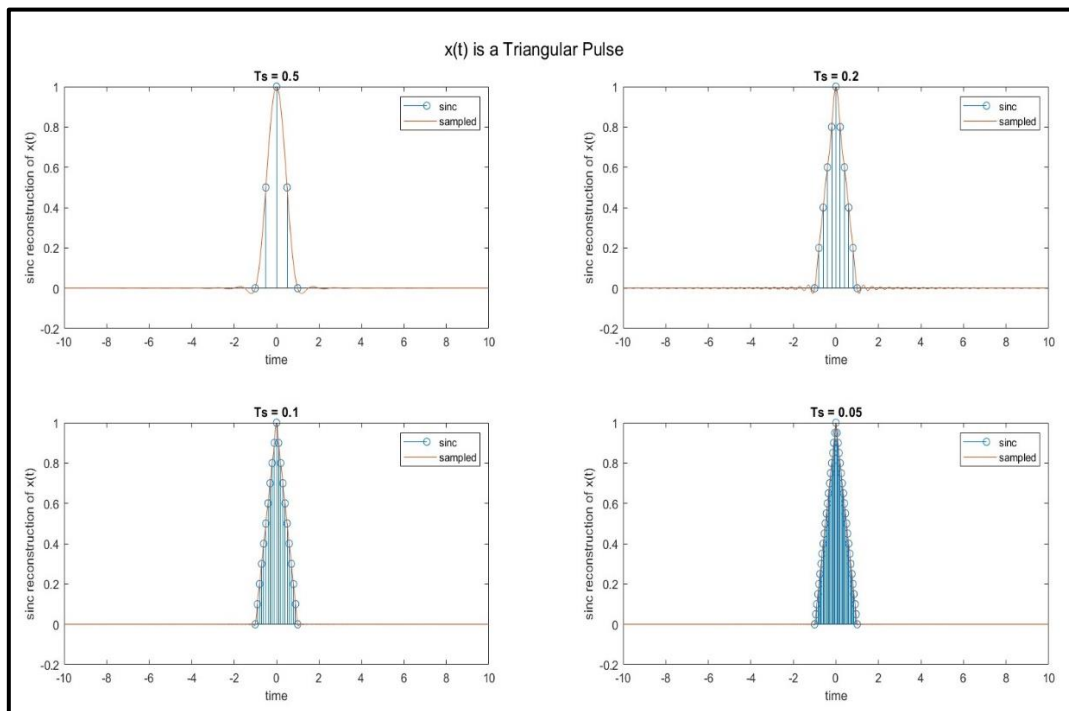 x(t) is a Triangular Pulse
Ts = 0.5
sinc reconstruction of x(t)
1
0.8
0.6
0.4
0.2
0
-0.2
-10 -8 -6 -4 -2 0 2 4 6 8 10
time
sinc
sampled
Ts = 0.2
sinc reconstruction of x(t)
1
0.8
0.6
0.4
0.2
0
-0.2
-10 -8 -6 -4 -2 0 2 4 6 8 10
time
sinc
sampled
Ts = 0.1
sinc reconstruction of x(t)
1
0.8
0.6
0.4
0.2
0
-0.2
-10 -8 -6 -4 -2 0 2 4 6 8 10
time
sinc
sampled
Ts = 0.05
sinc reconstruction of x(t)
1
0.8
0.6
0.4
0.2
0
-0.2
-10 -8 -6 -4 -2 0 2 4 6 8 10
time
sinc
sampled